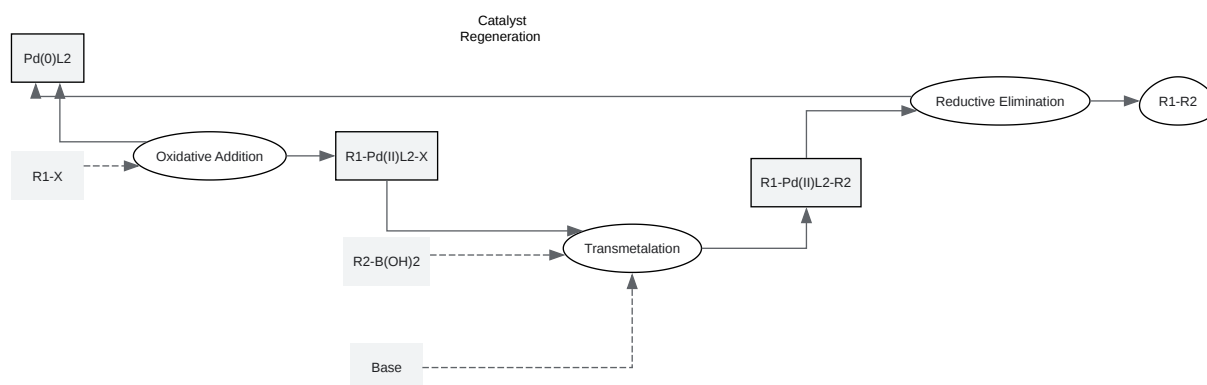 Catalyst
Regeneration
Pd(0)L2
Reductive Elimination
R1-R2
Oxidative Addition
R1-Pd(II)L2-X
R1-X
R1-Pd(II)L2-R2
Transmetalation
R2-B(OH)2
Base